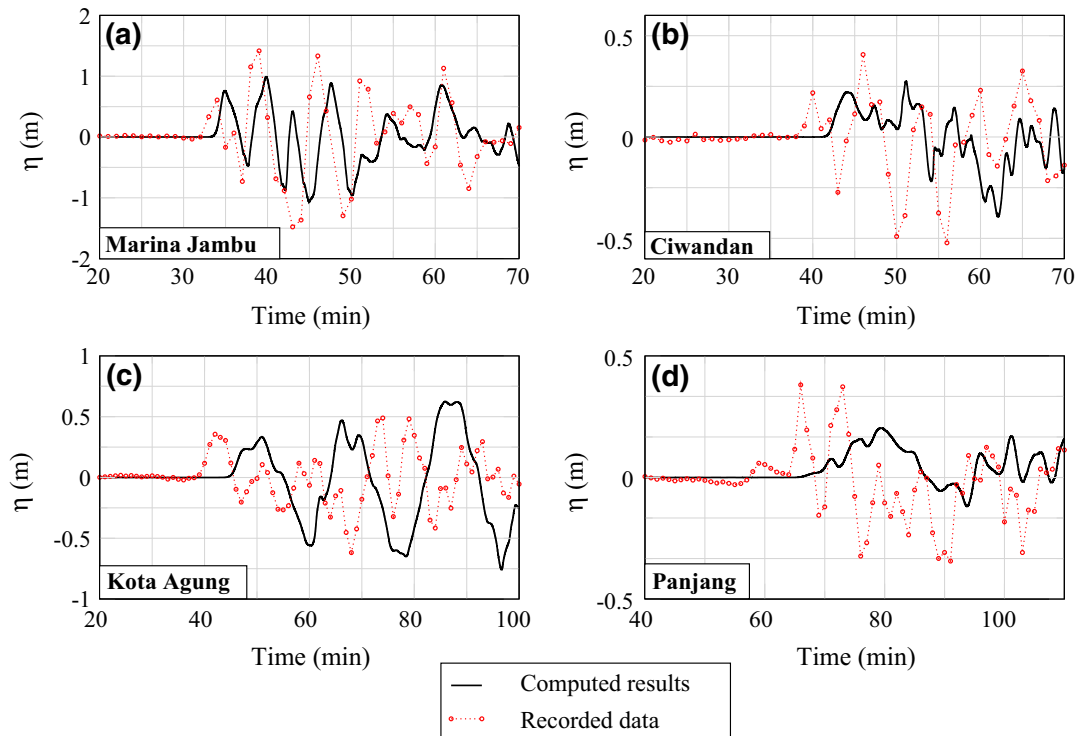 (a)
2
1
0
-1
-2
η (m)
Marina Jambu
20 30 40 50 60 70
Time (min)
(b)
0.5
0
-0.5
η (m)
Ciwandan
20 30 40 50 60 70
Time (min)
(c)
1
0.5
0
-0.5
-1
η (m)
Kota Agung
20 40 60 80 100
Time (min)
(d)
0.5
0
-0.5
η (m)
Panjang
40 60 80 100
Time (min)
Computed results
Recorded data